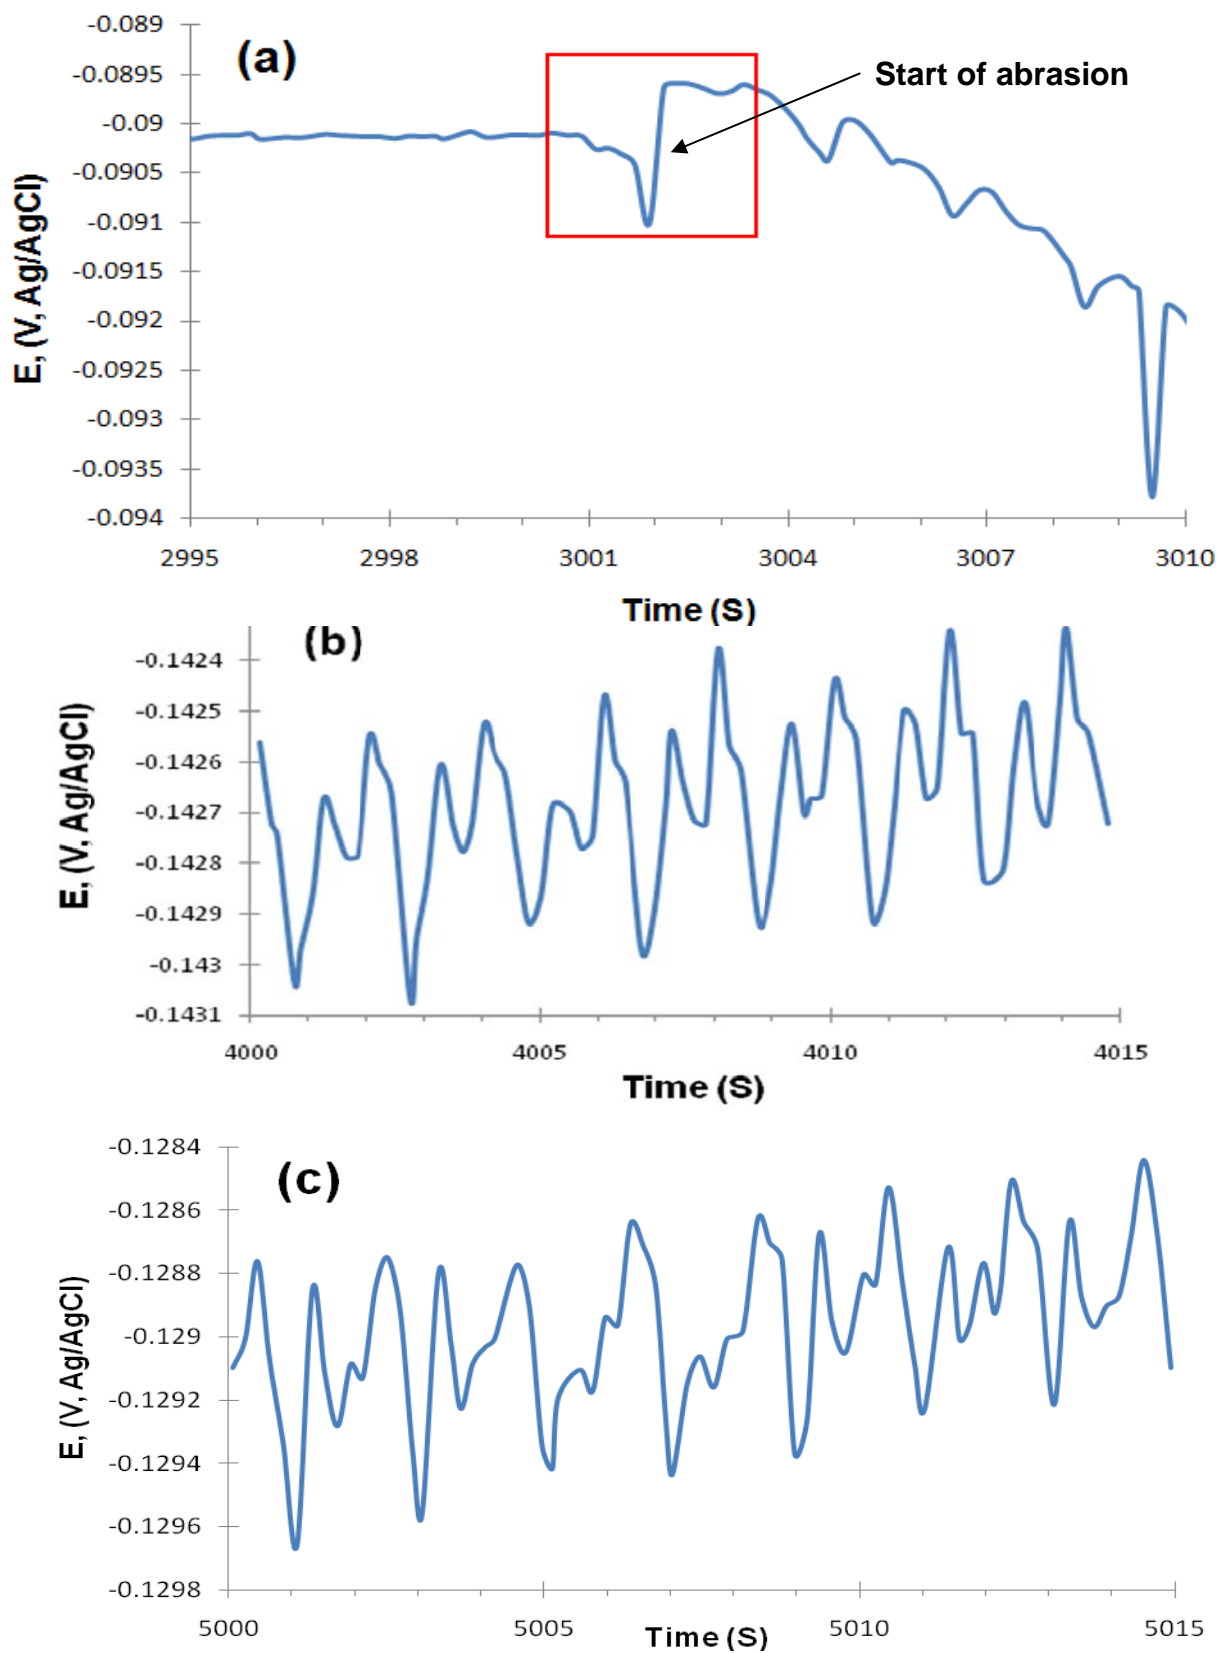 -0.089
(a)
-0.0895
Start of abrasion
-0.09
-0.0905
-0.091
-0.0915
-0.092
-0.0925
-0.093
-0.0935
-0.094
E, (V, Ag/AgCl)
2995 2998 3001 3004 3007 3010
Time (S)
(b)
-0.1424
-0.1425
-0.1426
-0.1427
-0.1428
-0.1429
-0.143
-0.1431
E, (V, Ag/AgCl)
4000 4005 4010 4015
Time (S)
-0.1284
(c)
-0.1286
-0.1288
-0.129
-0.1292
-0.1294
-0.1296
-0.1298
E, (V, Ag/AgCl)
5000 5005 5010 5015
Time (S)